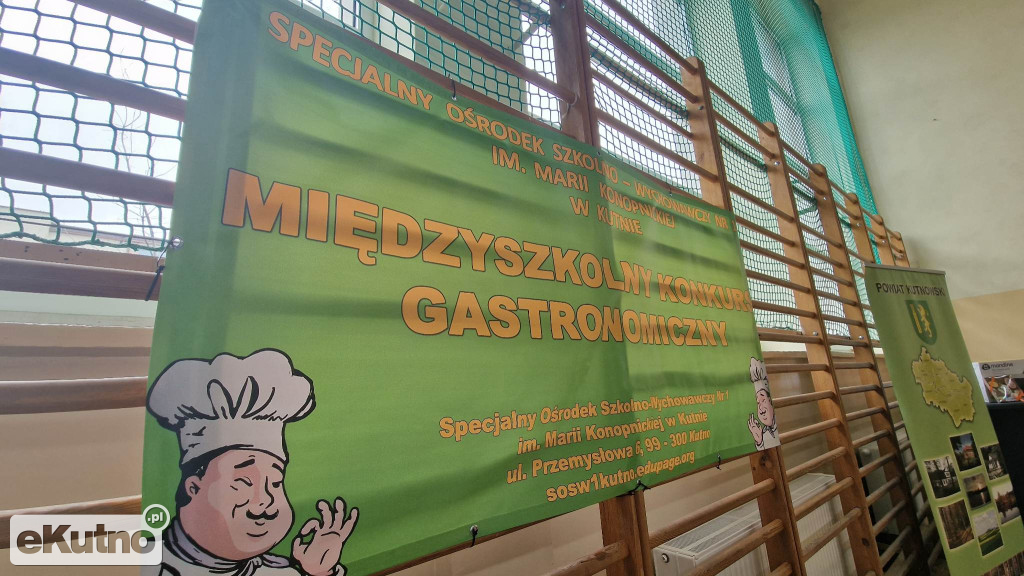 SPECJALNY OŚRODEK SZKOLNO - WYCHOWAWCZY NR 1
IM. MARII KONOPNICKIEJ
W KUTNIE
MIĘDZYSZKOLNY KONKURS
GASTRONOMICZNY
Specjalny Ośrodek Szkolno-Wychowawczy Nr 1
im. Marii Konopnickiej w Kutnie
ul. Przemysłowa 6, 99 - 300 Kutno
sosw1kutno.edupage.org
POWIAT KUTNOWSKI
eKutno.pl